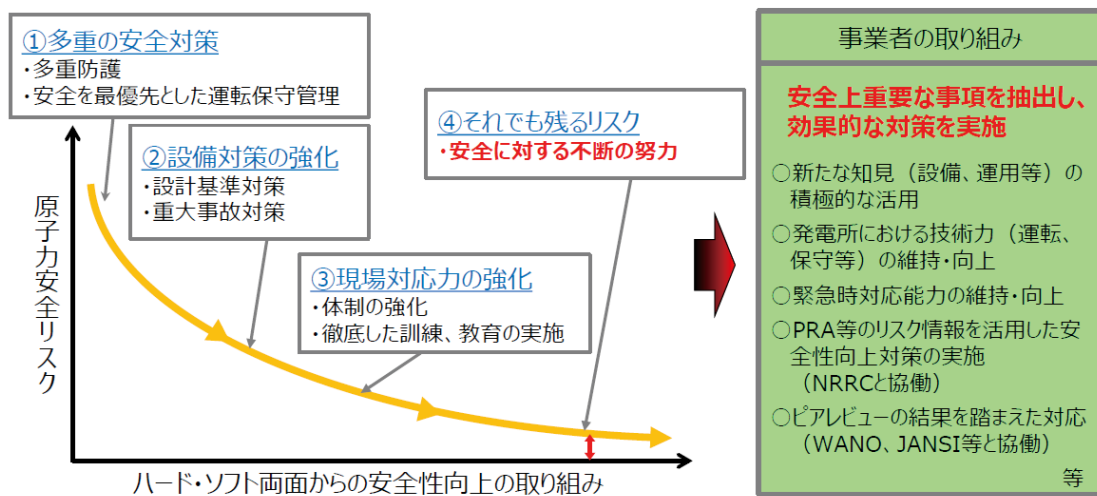 ①多重の安全対策
・多重防護
・安全を最優先とした運転保守管理
②設備対策の強化
・設計基準対策
・重大事故対策
③現場対応力の強化
・体制の強化
・徹底した訓練、教育の実施
④それでも残るリスク
・安全に対する不断の努力
原子力安全リスク
ハード・ソフト両面からの安全性向上の取り組み
事業者の取り組み
安全上重要な事項を抽出し、
効果的な対策を実施
○新たな知見（設備、運用等）の
積極的な活用
○発電所における技術力（運転、
保守等）の維持・向上
○緊急時対応能力の維持・向上
○PRA等のリスク情報を活用した安
全性向上対策の実施
（NRRCと協働）
○ピアレビューの結果を踏まえた対応
（WANO、JANSI等と協働）
等